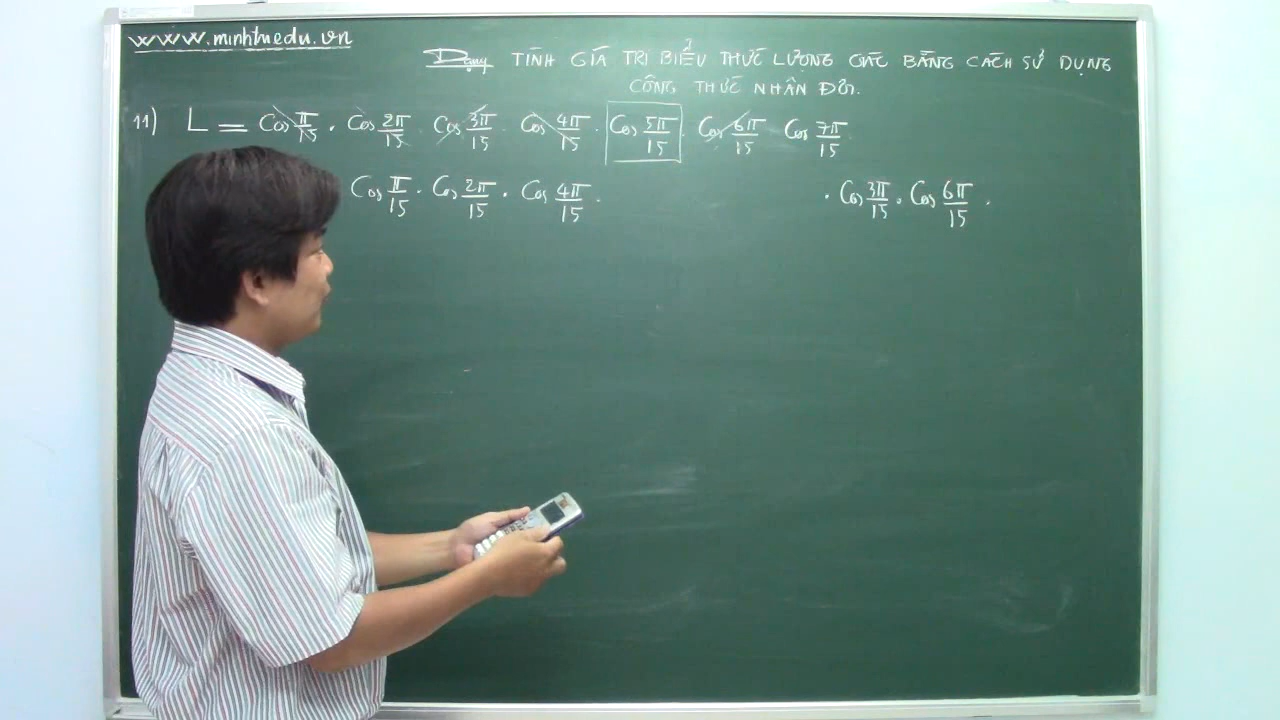 www.minhtuedu.vn
Dạng TÍNH GIÁ TRỊ BIỂU THỨC LƯỢNG GIÁC BẰNG CÁCH SỬ DỤNG
CÔNG THỨC NHÂN ĐÔI.
11) L = Cos π/15 . Cos 2π/15 . Cos 3π/15 . Cos 4π/15 . Cos 5π/15 . Cos 6π/15 Cos 7π/15
Cos π/15 . Cos 2π/15 . Cos 4π/15 . . Cos 3π/15 . Cos 6π/15 .